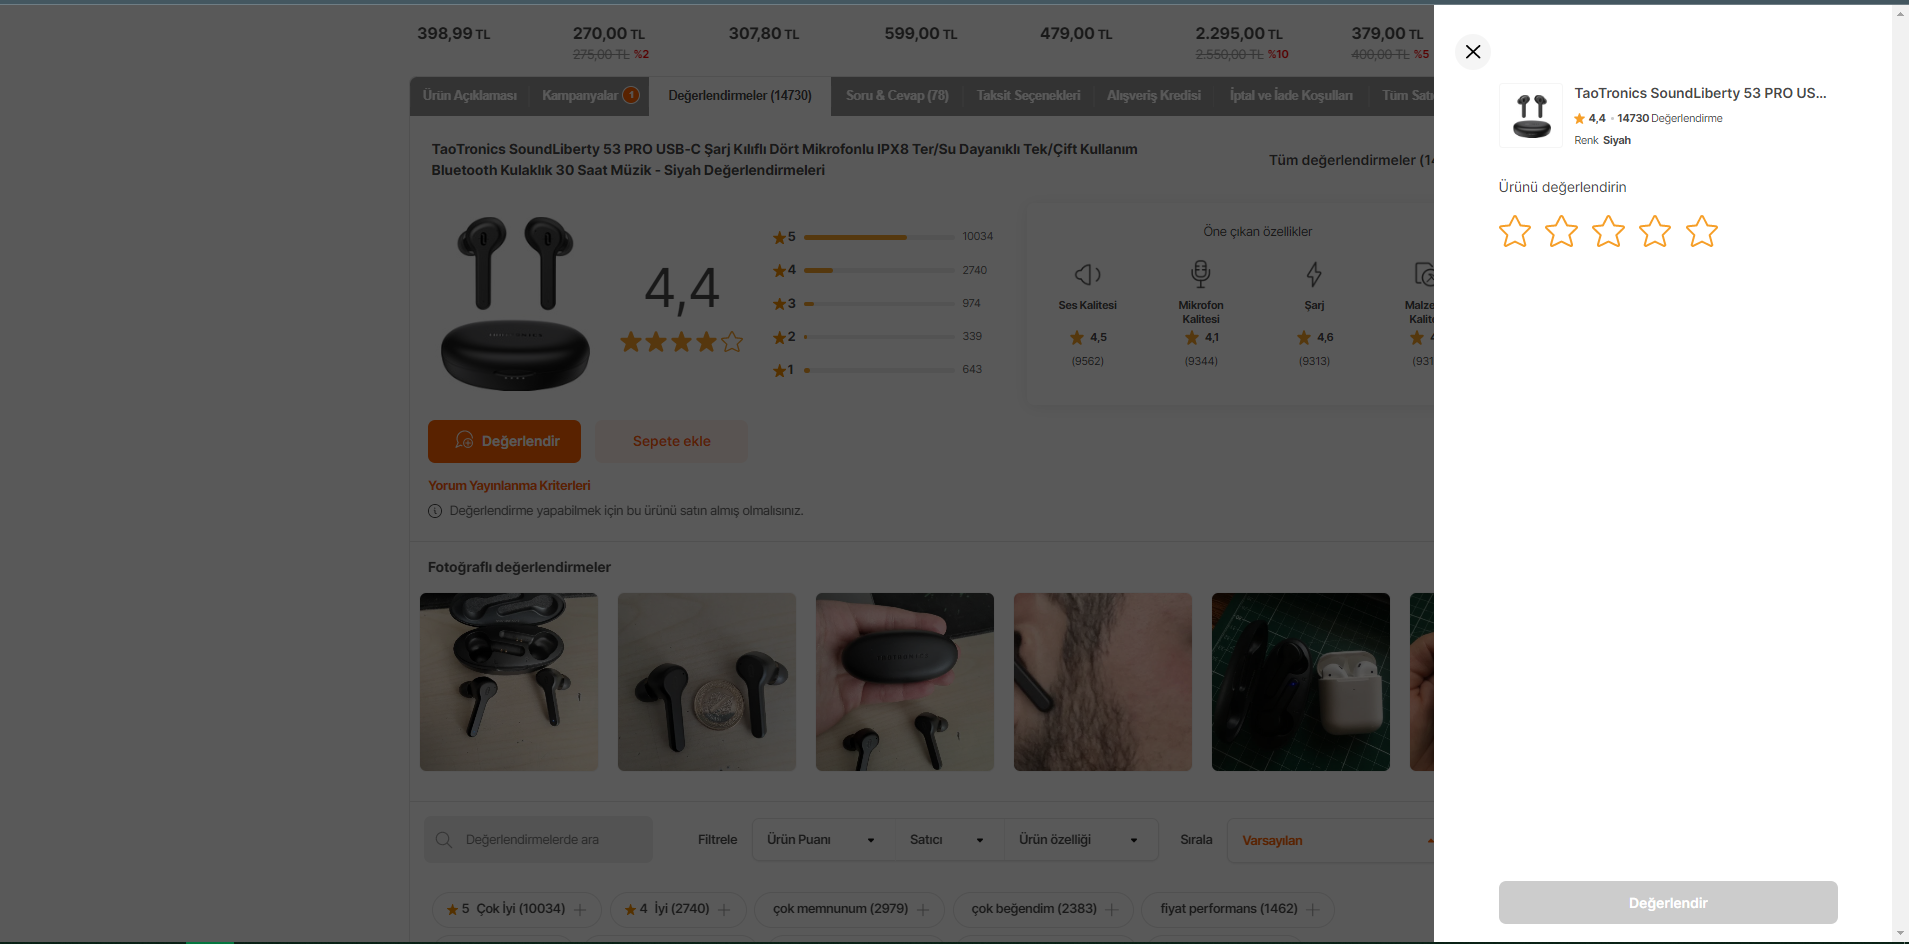 398,99 TL
270,00 TL
275,00 TL %2
307,80 TL
599,00 TL
479,00 TL
2.295,00 TL
2.550,00 TL %10
379,00 TL
400,00 TL %5
Ürün Açıklaması
Kampanyalar 1
Değerlendirmeler (14730)
Soru & Cevap (78)
Taksit Seçenekleri
Alışveriş Kredisi
İptal ve İade Koşulları
Tüm Satı
TaoTronics SoundLiberty 53 PRO USB-C Şarj Kılıflı Dört Mikrofonlu IPX8 Ter/Su Dayanıklı Tek/Çift Kullanım
Bluetooth Kulaklık 30 Saat Müzik - Siyah Değerlendirmeleri
Tüm değerlendirmeler (14
4,4
5 10034
4 2740
3 974
2 339
1 643
Öne çıkan özellikler
Ses Kalitesi
4,5
(9562)
Mikrofon
Kalitesi
4,1
(9344)
Şarj
4,6
(9313)
Malze
Kalite
4
(931
Değerlendir
Sepete ekle
Yorum Yayınlanma Kriterleri
Değerlendirme yapabilmek için bu ürünü satın almış olmalısınız.
Fotoğraflı değerlendirmeler
Değerlendirmelerde ara
Filtrele
Ürün Puanı
Satıcı
Ürün özelliği
Sırala
Varsayılan
5 Çok İyi (10034)
4 İyi (2740)
çok memnunum (2979)
çok beğendim (2383)
fiyat performans (1462)
TaoTronics SoundLiberty 53 PRO US...
4,4 • 14730 Değerlendirme
Renk Siyah
Ürünü değerlendirin
Değerlendir